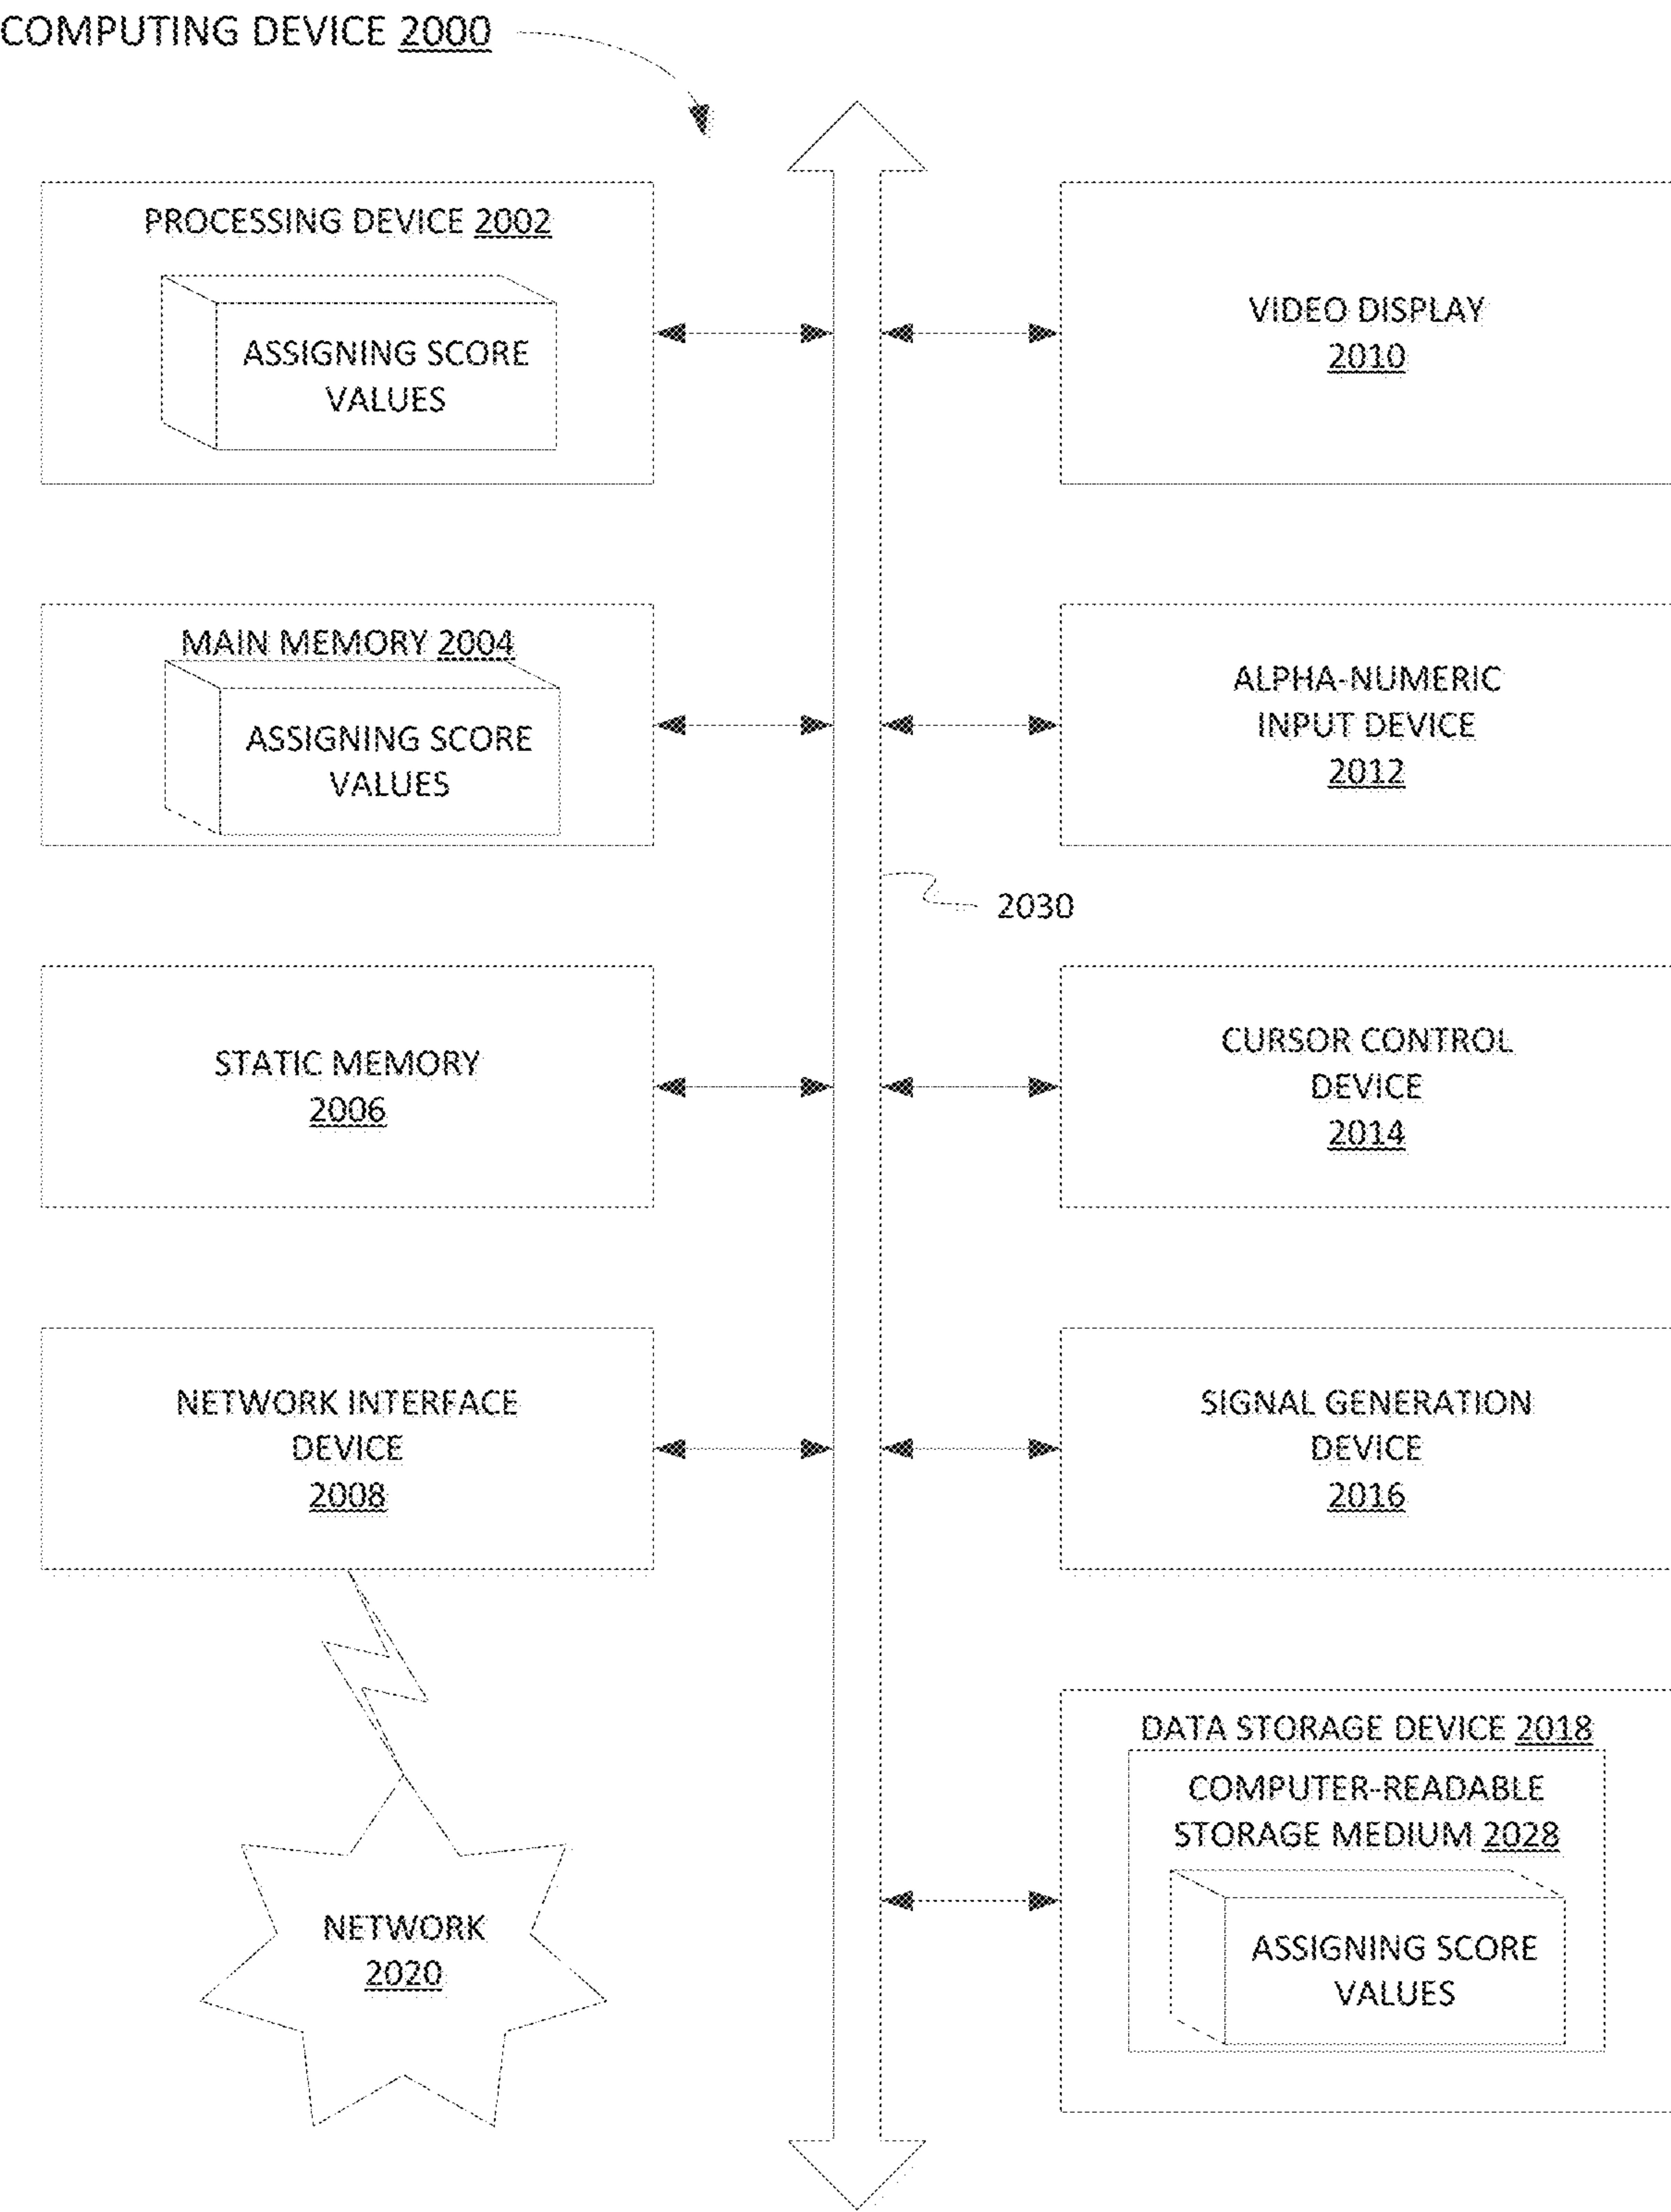 COMPUTING DEVICE 2000
PROCESSING DEVICE 2002
ASSIGNING SCORE
VALUES
MAIN MEMORY 2004
ASSIGNING SCORE
VALUES
STATIC MEMORY
2006
NETWORK INTERFACE
DEVICE
2008
NETWORK
2020
VIDEO DISPLAY
2010
ALPHA-NUMERIC
INPUT DEVICE
2012
2030
CURSOR CONTROL
DEVICE
2014
SIGNAL GENERATION
DEVICE
2016
DATA STORAGE DEVICE 2018
COMPUTER-READABLE
STORAGE MEDIUM 2028
ASSIGNING SCORE
VALUES